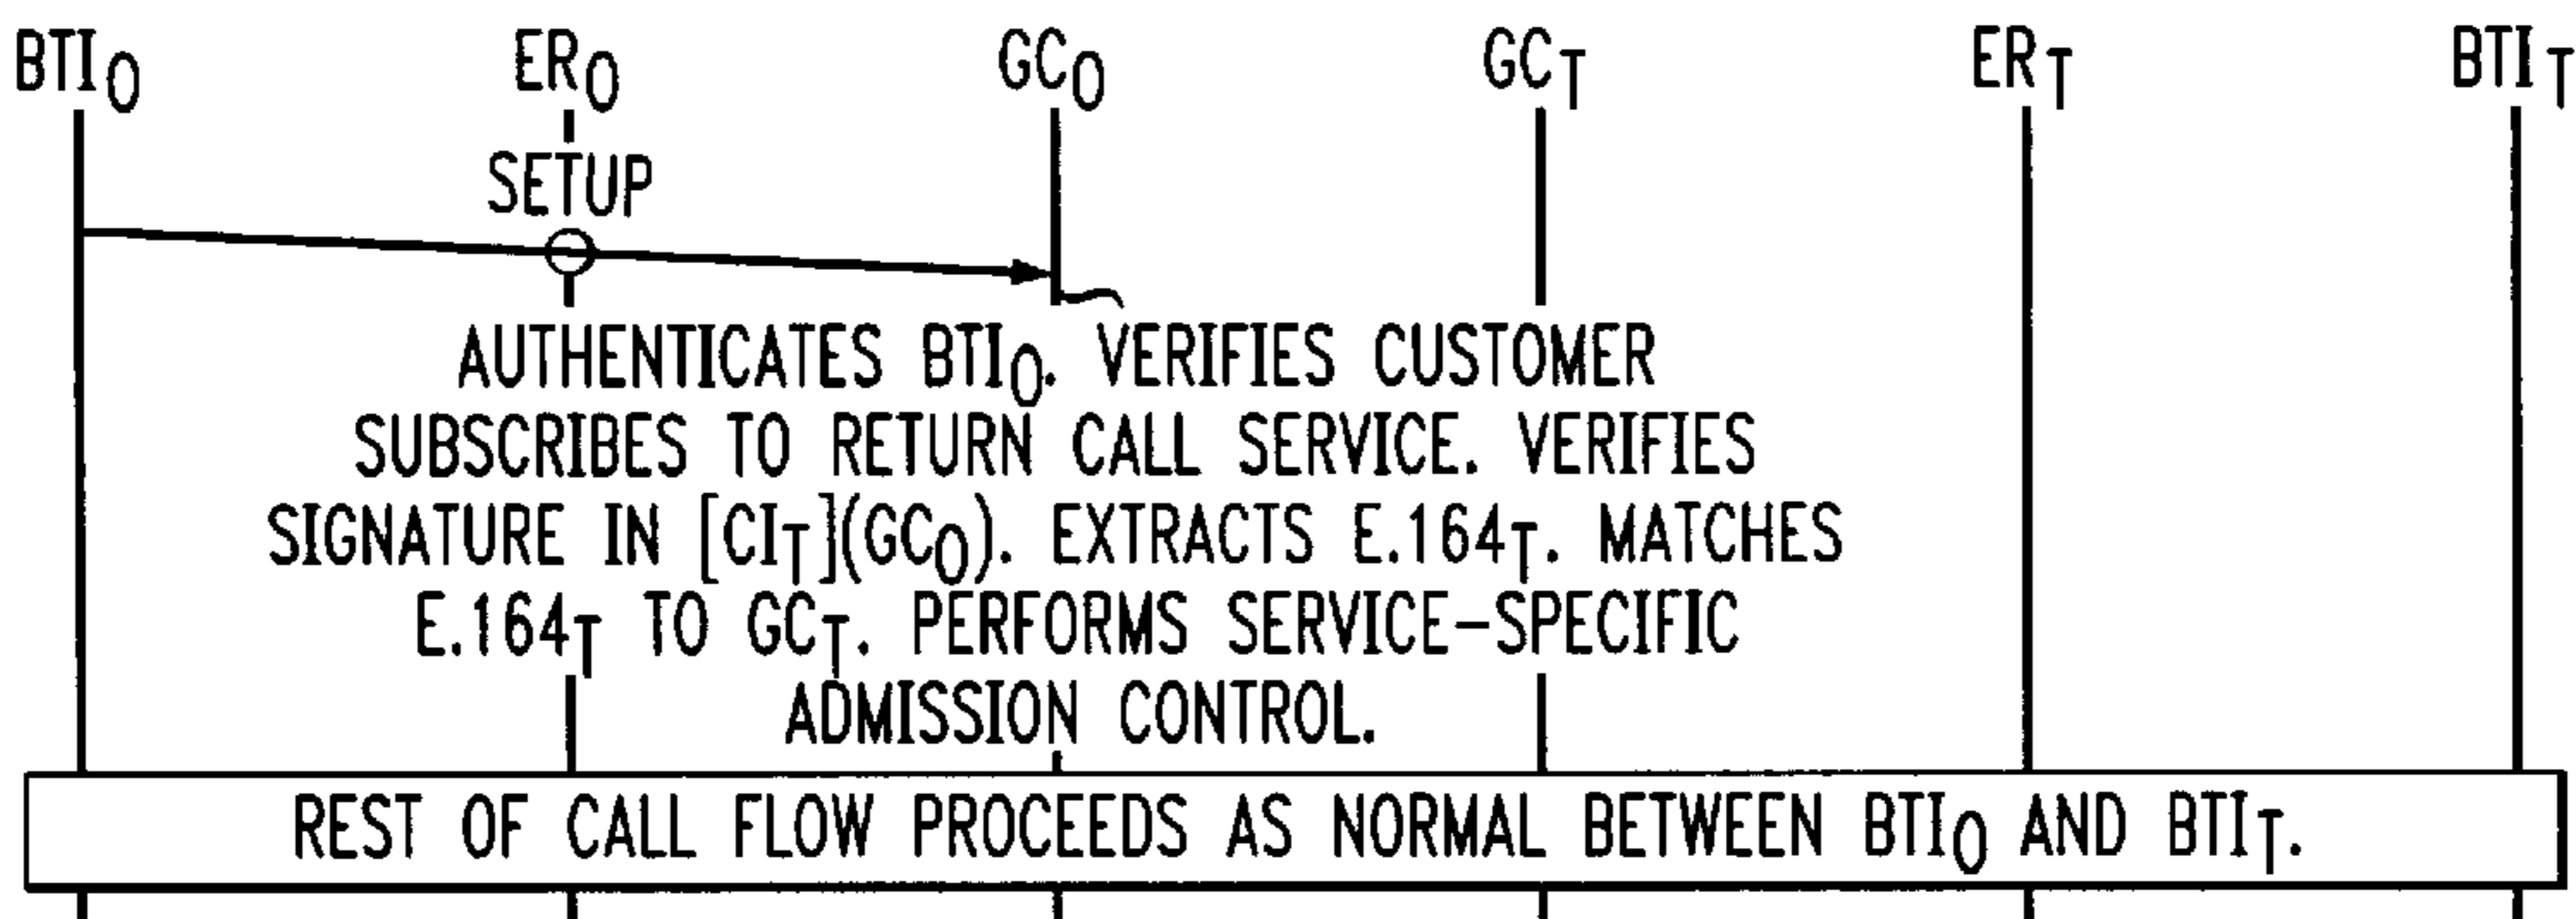 BTIO ERO GCO GCT ERT BTIT
SETUP
AUTHENTICATES BTIO. VERIFIES CUSTOMER
SUBSCRIBES TO RETURN CALL SERVICE. VERIFIES
SIGNATURE IN [CIT](GCO). EXTRACTS E.164T. MATCHES
E.164T TO GCT. PERFORMS SERVICE-SPECIFIC
ADMISSION CONTROL.
REST OF CALL FLOW PROCEEDS AS NORMAL BETWEEN BTIO AND BTIT.